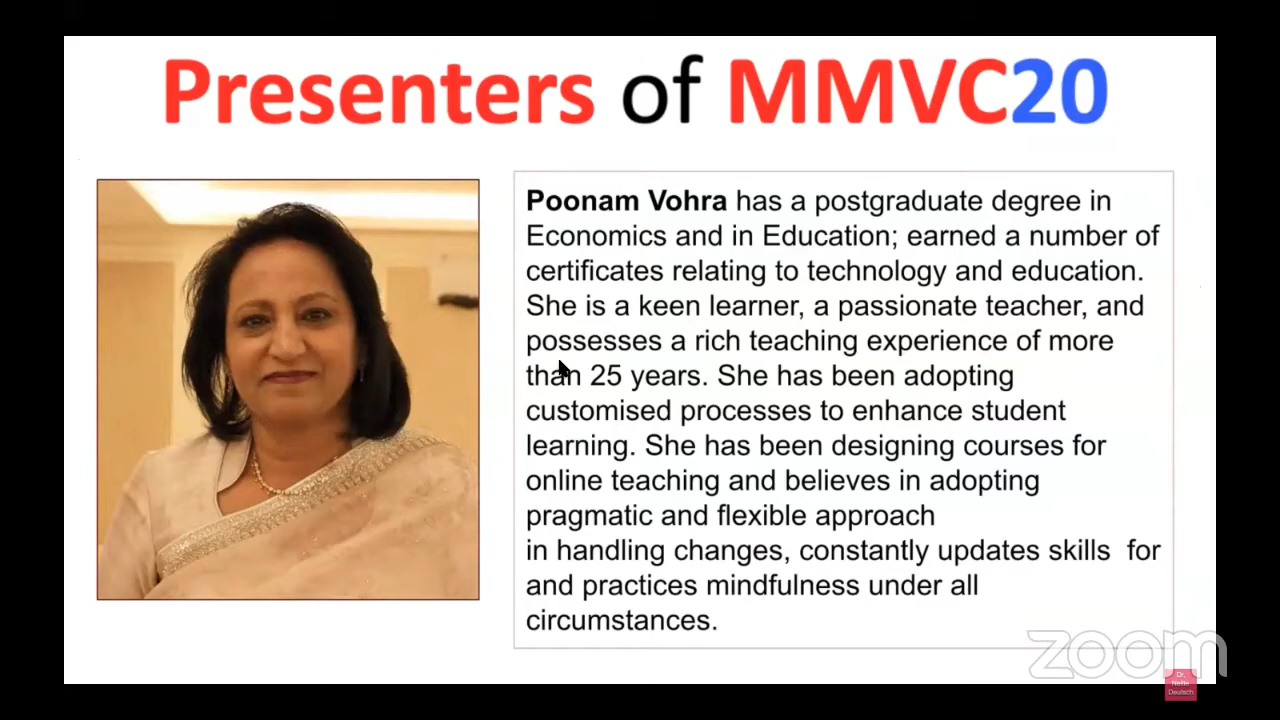 Presenters of MMVC20
Poonam Vohra has a postgraduate degree in
Economics and in Education; earned a number of
certificates relating to technology and education.
She is a keen learner, a passionate teacher, and
possesses a rich teaching experience of more
than 25 years. She has been adopting
customised processes to enhance student
learning. She has been designing courses for
online teaching and believes in adopting
pragmatic and flexible approach
in handling changes, constantly updates skills  for
and practices mindfulness under all
circumstances.
zoom
Dr.
Nellie
Deutsch